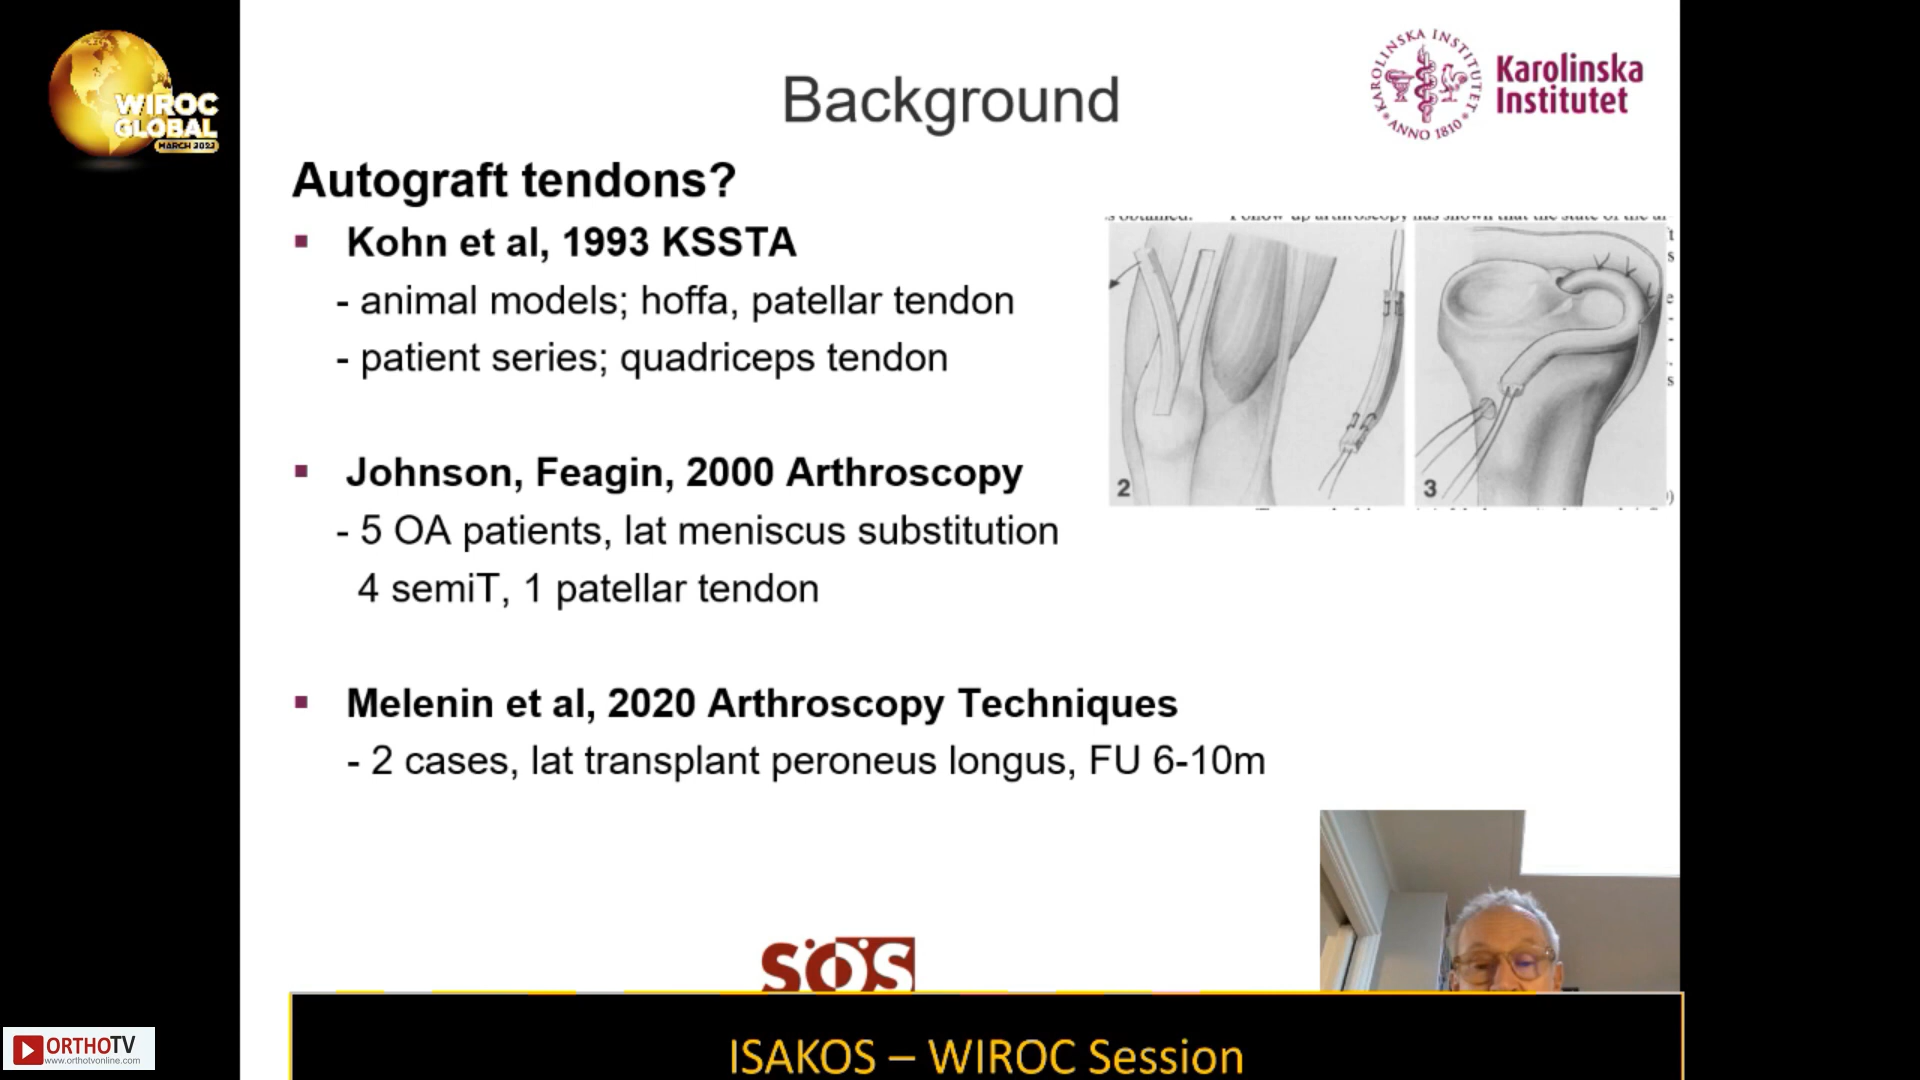 WIROC
GLOBAL
MARCH 2022
Background
KAROLINSKA INSTITUTET
ANNO 1810
Karolinska
Institutet
Autograft tendons?
Kohn et al, 1993 KSSTA
- animal models; hoffa, patellar tendon
- patient series; quadriceps tendon
2
3
Johnson, Feagin, 2000 Arthroscopy
- 5 OA patients, lat meniscus substitution
4 semiT, 1 patellar tendon
Melenin et al, 2020 Arthroscopy Techniques
- 2 cases, lat transplant peroneus longus, FU 6-10m
SOS
ORTHOTV
www.orthotvonline.com
ISAKOS – WIROC Session